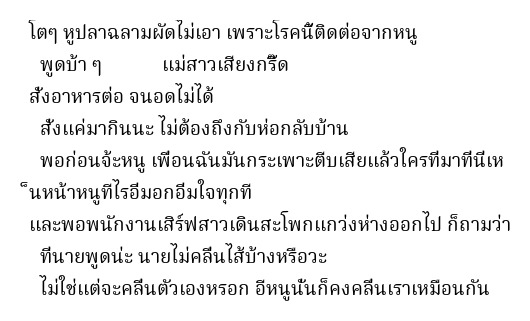 โตๆ หูปลาฉลามผัดไม่เอา เพราะโรคนี้ติดต่อจากหนู
พูดบ้า ๆ แม่สาวเสียงกรี๊ด
สั่งอาหารต่อ จนอดไม่ได้
สั่งแค่มากินนะ ไม่ต้องถึงกับห่อกลับบ้าน
พอก่อนจ้ะหนู เพื่อนฉันมันกระเพาะตีบเสียแล้วใครที่มาที่นี่เห
็นหน้าหนูทีไรอิ่มอกอิ่มใจทุกที
และพอพนักงานเสิร์ฟสาวเดินสะโพกแกว่งห่างออกไป ก็ถามว่า
ที่นายพูดน่ะ นายไม่คลื่นไส้บ้างหรือวะ
ไม่ใช่แต่จะคลื่นตัวเองหรอก อีหนูนั่นก็คงคลื่นเราเหมือนกัน